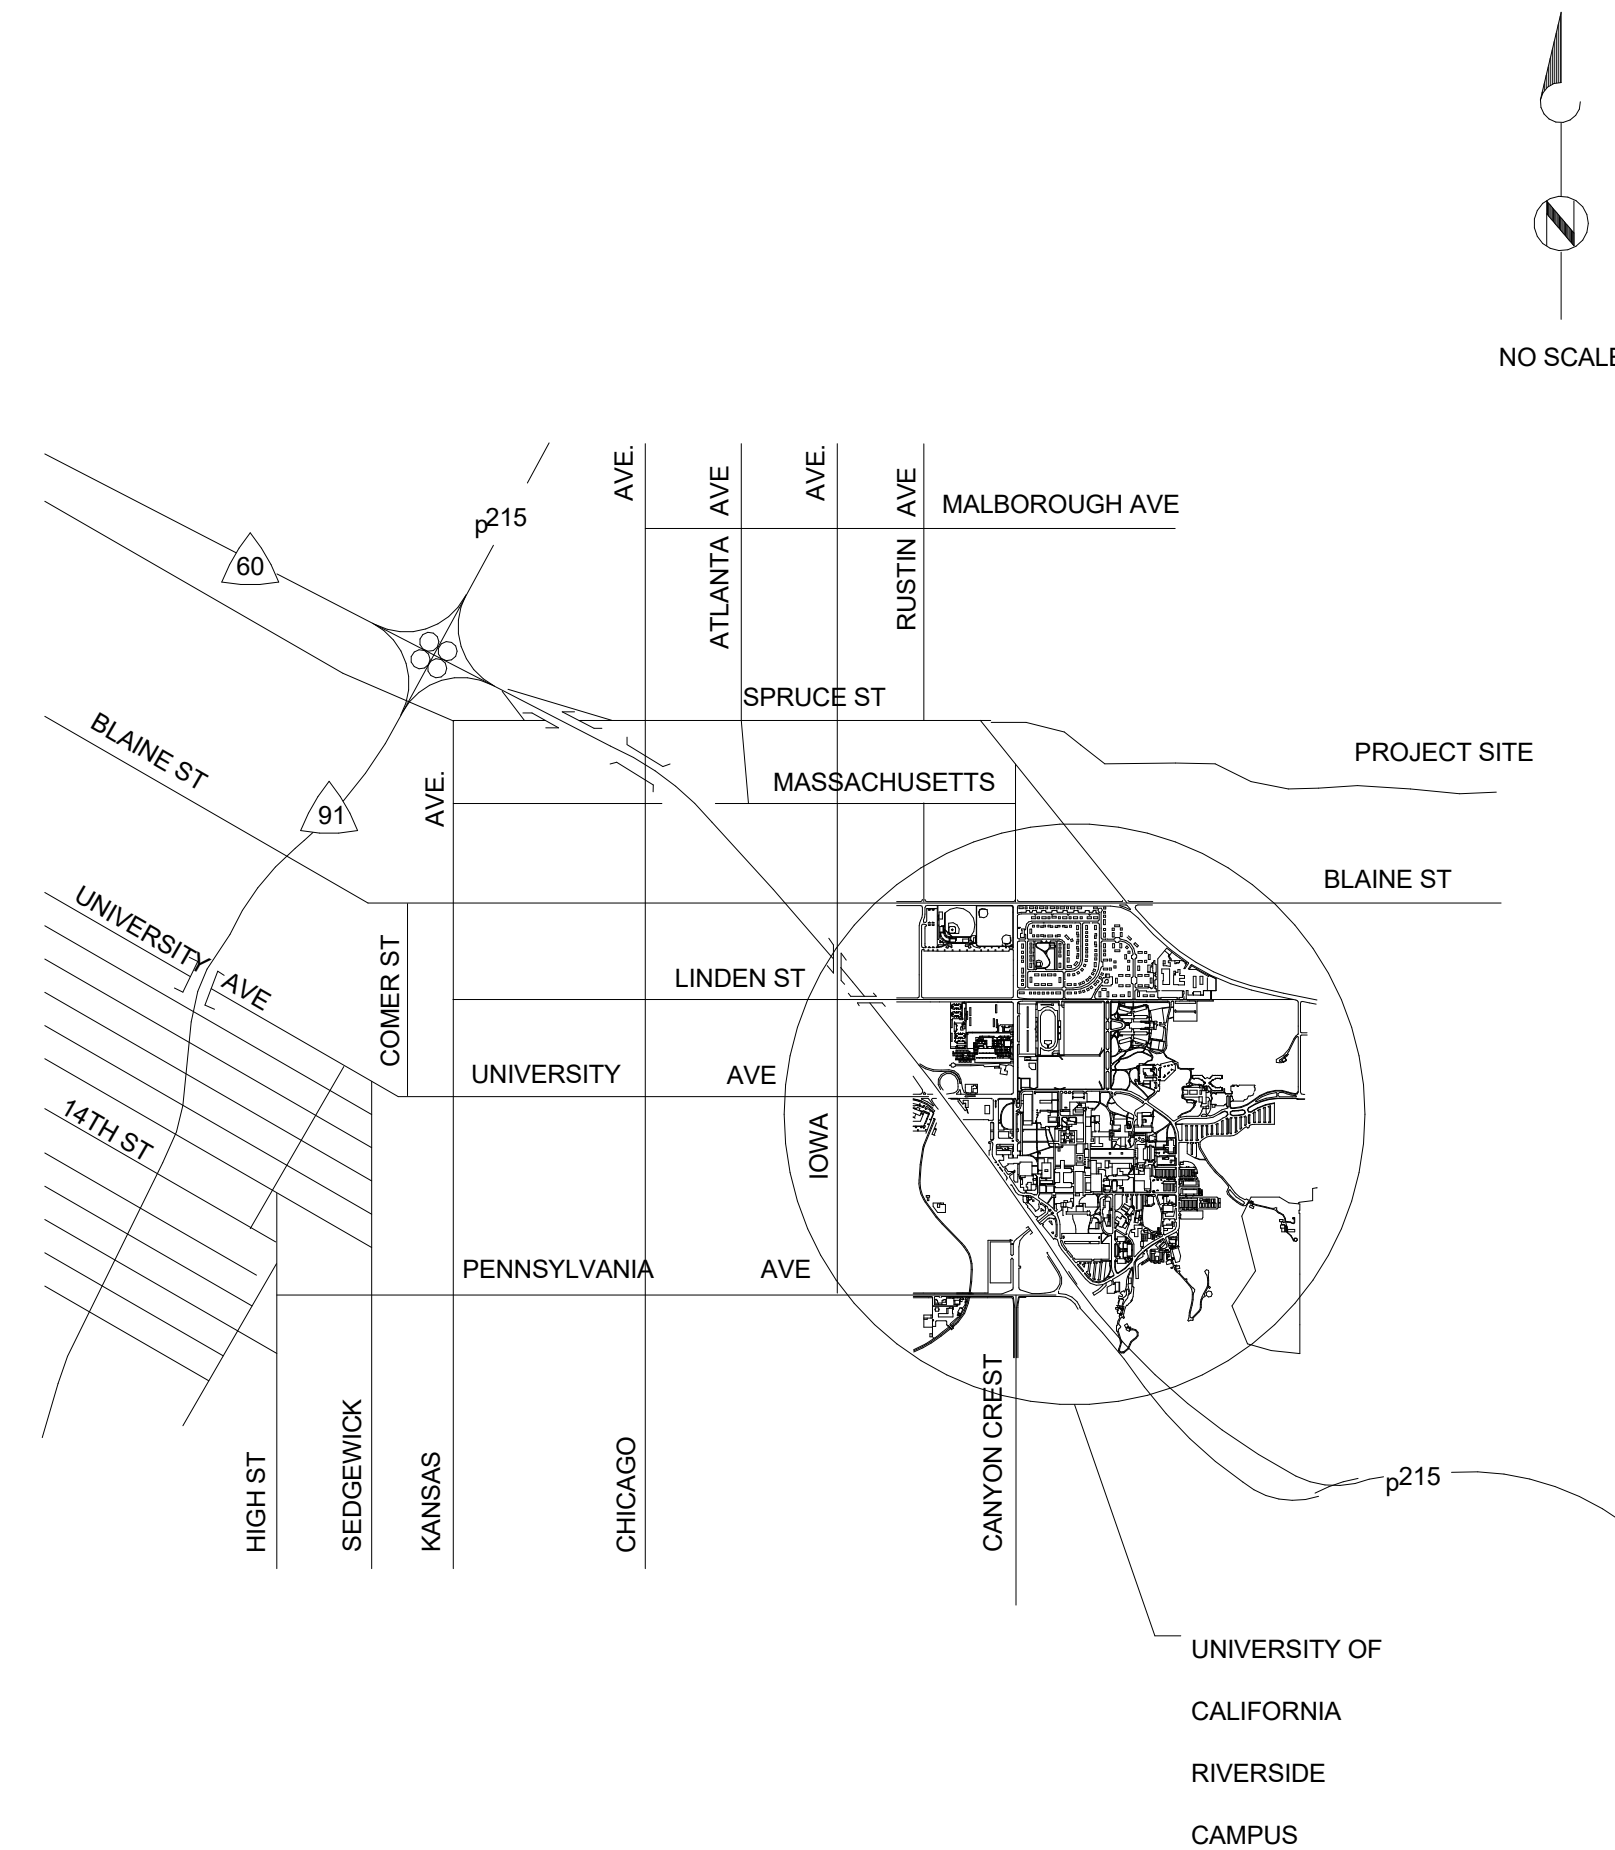 N
NO SCALE
AVE.
AVE
AVE.
AVE
MALBOROUGH AVE
p215
60
ATLANTA
RUSTIN
SPRUCE ST
BLAINE ST
PROJECT SITE
MASSACHUSETTS
AVE.
91
BLAINE ST
UNIVERSITY
AVE
COMER ST
LINDEN ST
UNIVERSITY
AVE
14TH ST
IOWA
PENNSYLVANIA
AVE
HIGH ST
SEDGEWICK
KANSAS
CHICAGO
CANYON CREST
p215
UNIVERSITY OF
CALIFORNIA
RIVERSIDE
CAMPUS